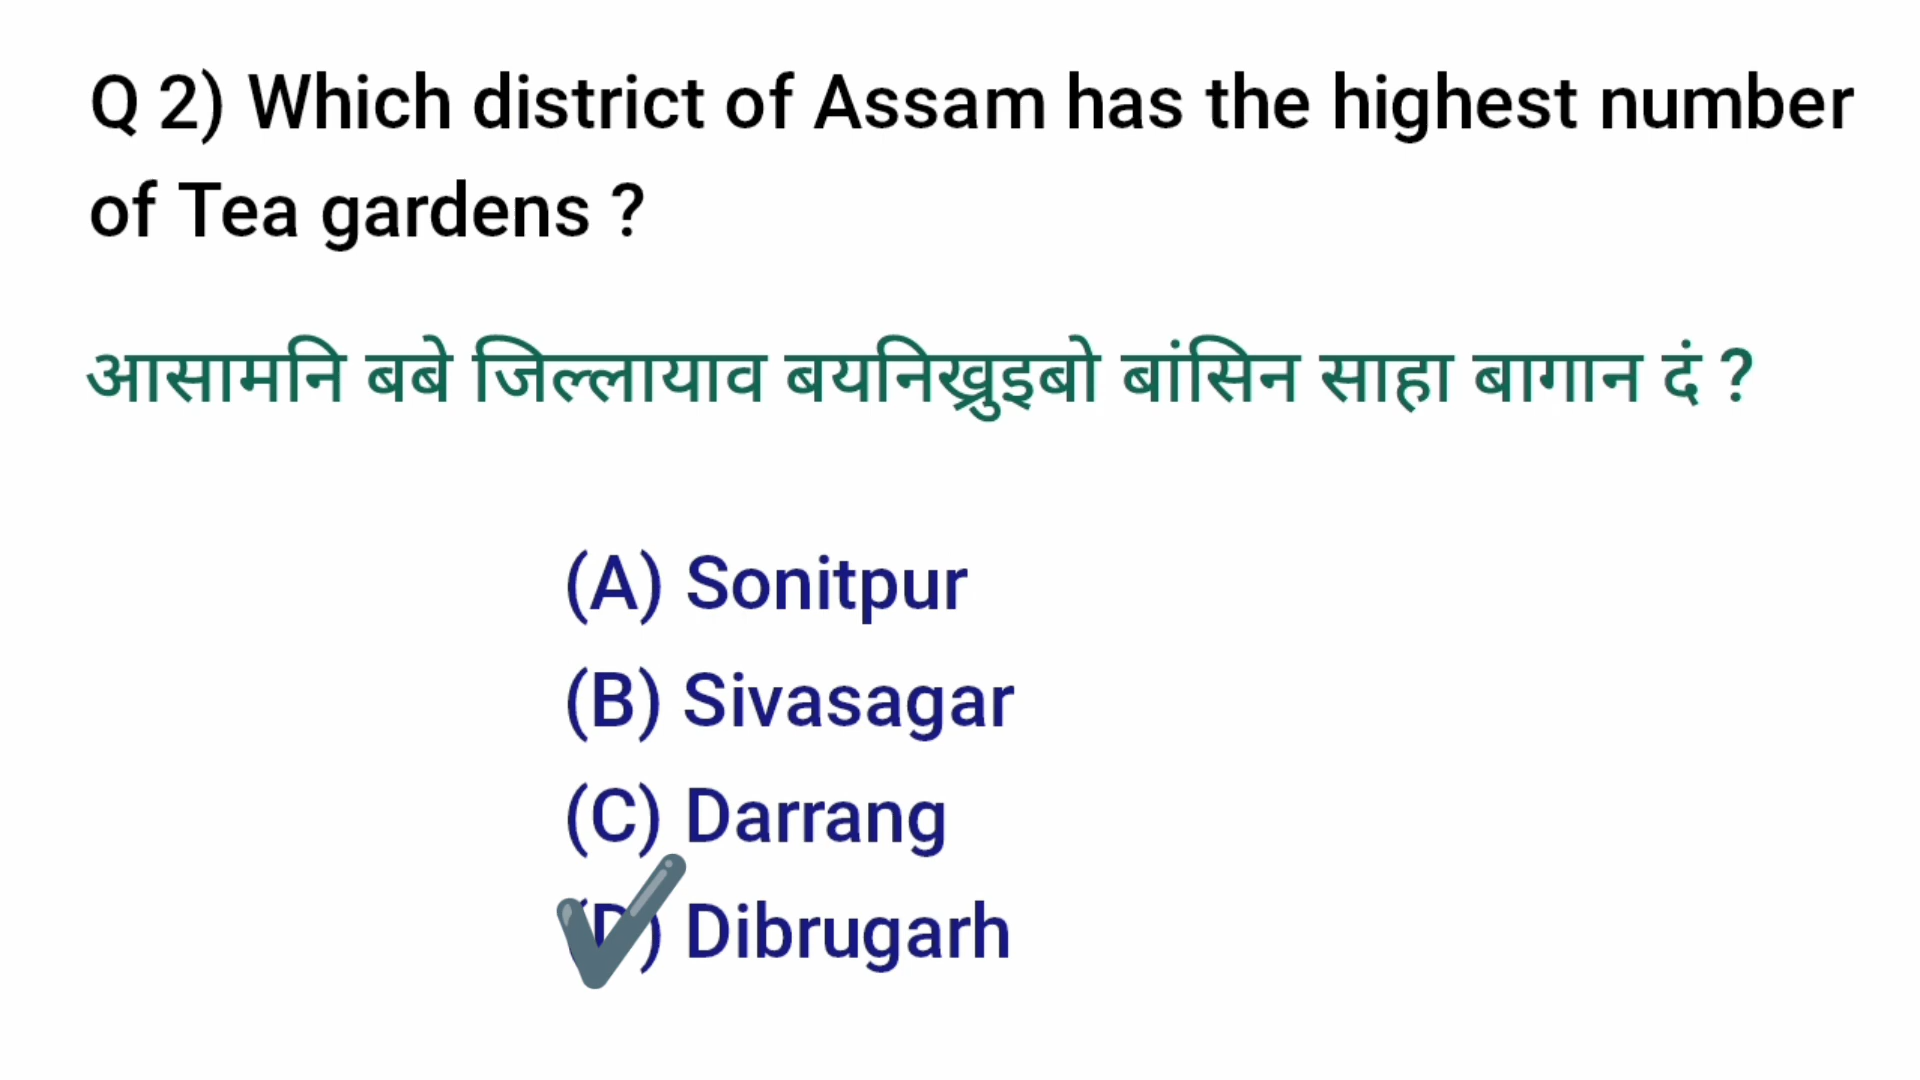 Q 2) Which district of Assam has the highest number
of Tea gardens ?
आसामनि बबे जिल्लायाव बयनिख्रुइबो बांसिन साहा बागान दं ?
(A) Sonitpur
(B) Sivasagar
(C) Darrang
(D) Dibrugarh